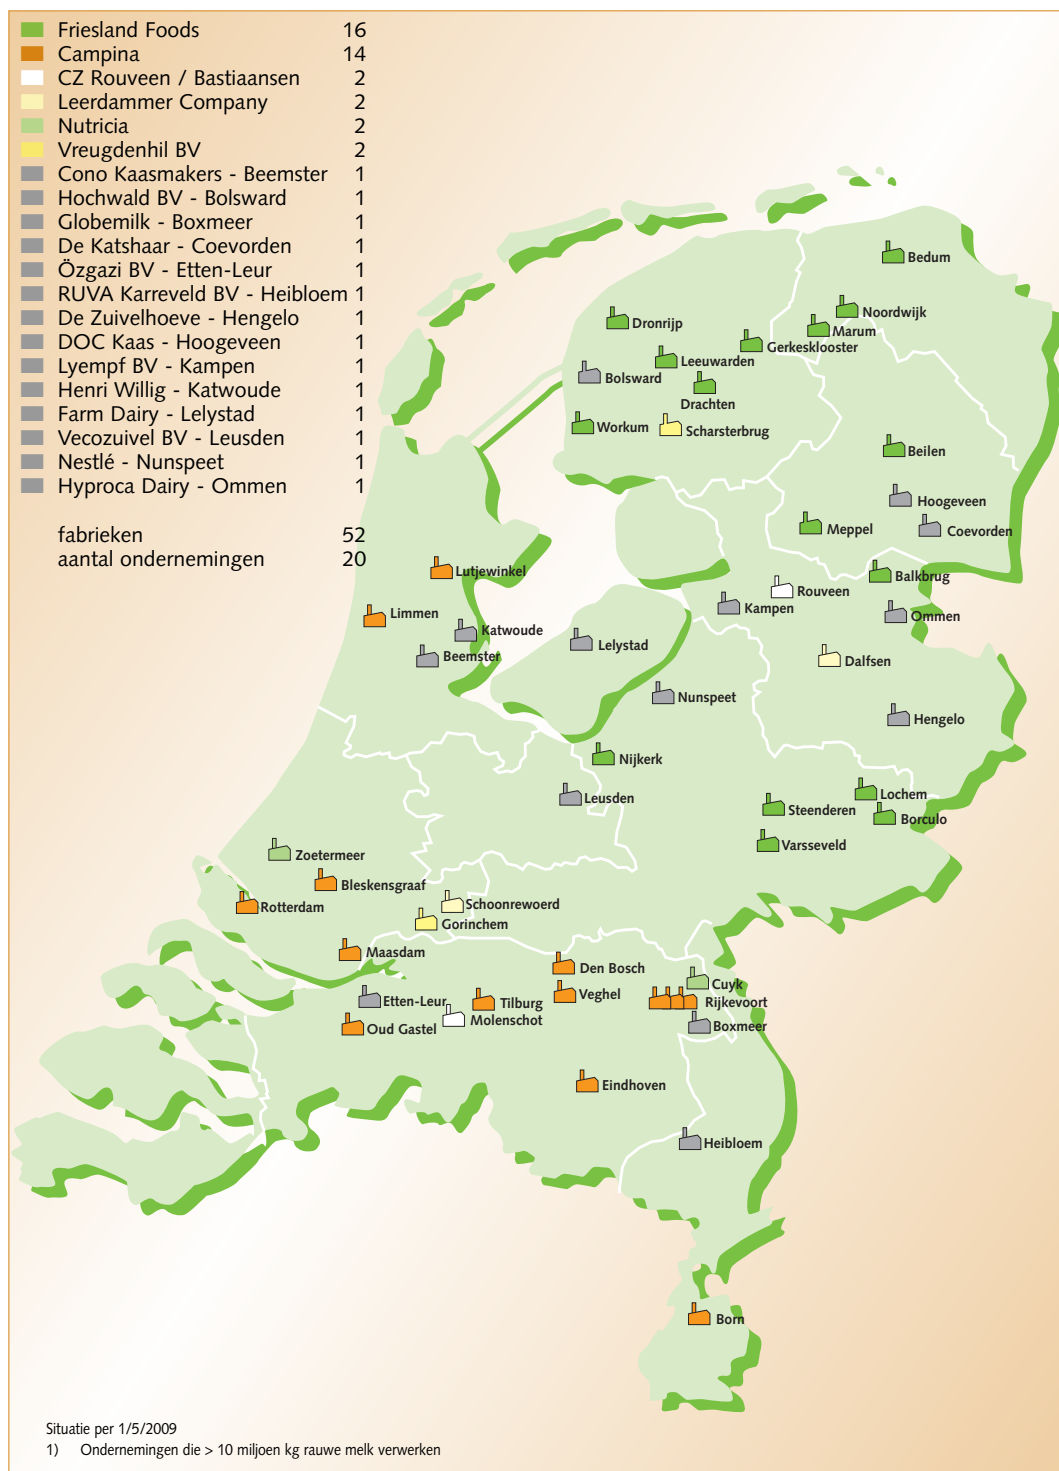 Friesland Foods 16
Campina 14
CZ Rouveen / Bastiaansen 2
Leerdammer Company 2
Nutricia 2
Vreugdenhil BV 2
Cono Kaasmakers - Beemster 1
Hochwald BV - Bolsward 1
Globemilk - Boxmeer 1
De Katshaar - Coevorden 1
Özgazi BV - Etten-Leur 1
RUVA Karreveld BV - Heibloem 1
De Zuivelhoeve - Hengelo 1
DOC Kaas - Hoogeveen 1
Lyempf BV - Kampen 1
Henri Willig - Katwoude 1
Farm Dairy - Lelystad 1
Vecozuivel BV - Leusden 1
Nestlé - Nunspeet 1
Hyproca Dairy - Ommen 1
fabrieken 52
aantal ondernemingen 20
Bedum
Noordwijk
Dronrijp
Marum
Gerkesklooster
Leeuwarden
Bolsward
Drachten
Workum
Scharsterbrug
Beilen
Hoogeveen
Meppel
Coevorden
Lutjewinkel
Balkbrug
Rouveen
Kampen
Limmen
Ommen
Katwoude
Lelystad
Beemster
Dalfsen
Nunspeet
Hengelo
Nijkerk
Lochem
Leusden
Steenderen
Borculo
Varsseveld
Zoetermeer
Bleskensgraaf
Schoonrewoerd
Rotterdam
Gorinchem
Maasdam
Den Bosch
Cuyk
Veghel
Etten-Leur
Tilburg
Rijkevoort
Molenschot
Oud Gastel
Boxmeer
Eindhoven
Heibloem
Born
Situatie per 1/5/2009
1) Ondernemingen die > 10 miljoen kg rauwe melk verwerken